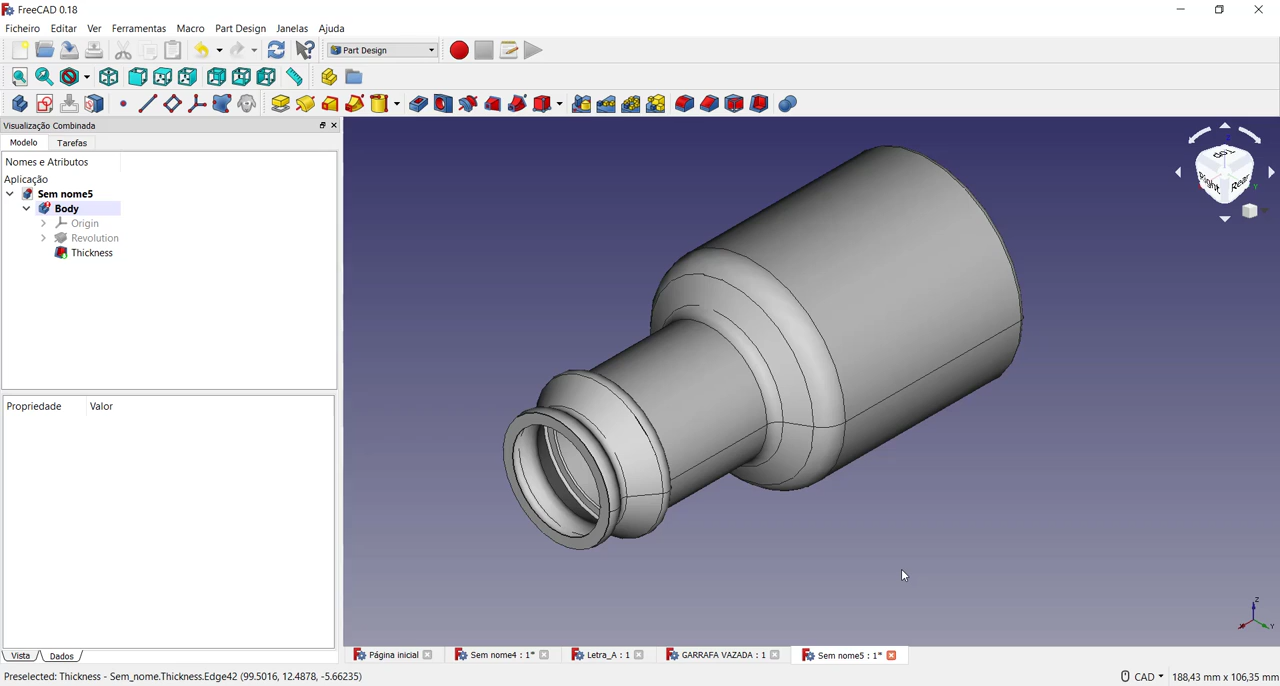 FreeCAD 0.18
Ficheiro Editar Ver Ferramentas Macro Part Design Janelas Ajuda
Part Design
Visualização Combinada
Modelo Tarefas
Nomes e Atributos
Aplicação
Sem nome5
Body
Origin
Revolution
Thickness
Top
Right Rear
Propriedade Valor
Z
Y
Vista Dados
Página inicial Sem nome4 : 1* Letra_A : 1 GARRAFA VAZADA : 1 Sem nome5 : 1*
Preselected: Thickness - Sem_nome.Thickness.Edge42 (99.5016, 12.4878, -5.66235) CAD 188,43 mm x 106,35 mm